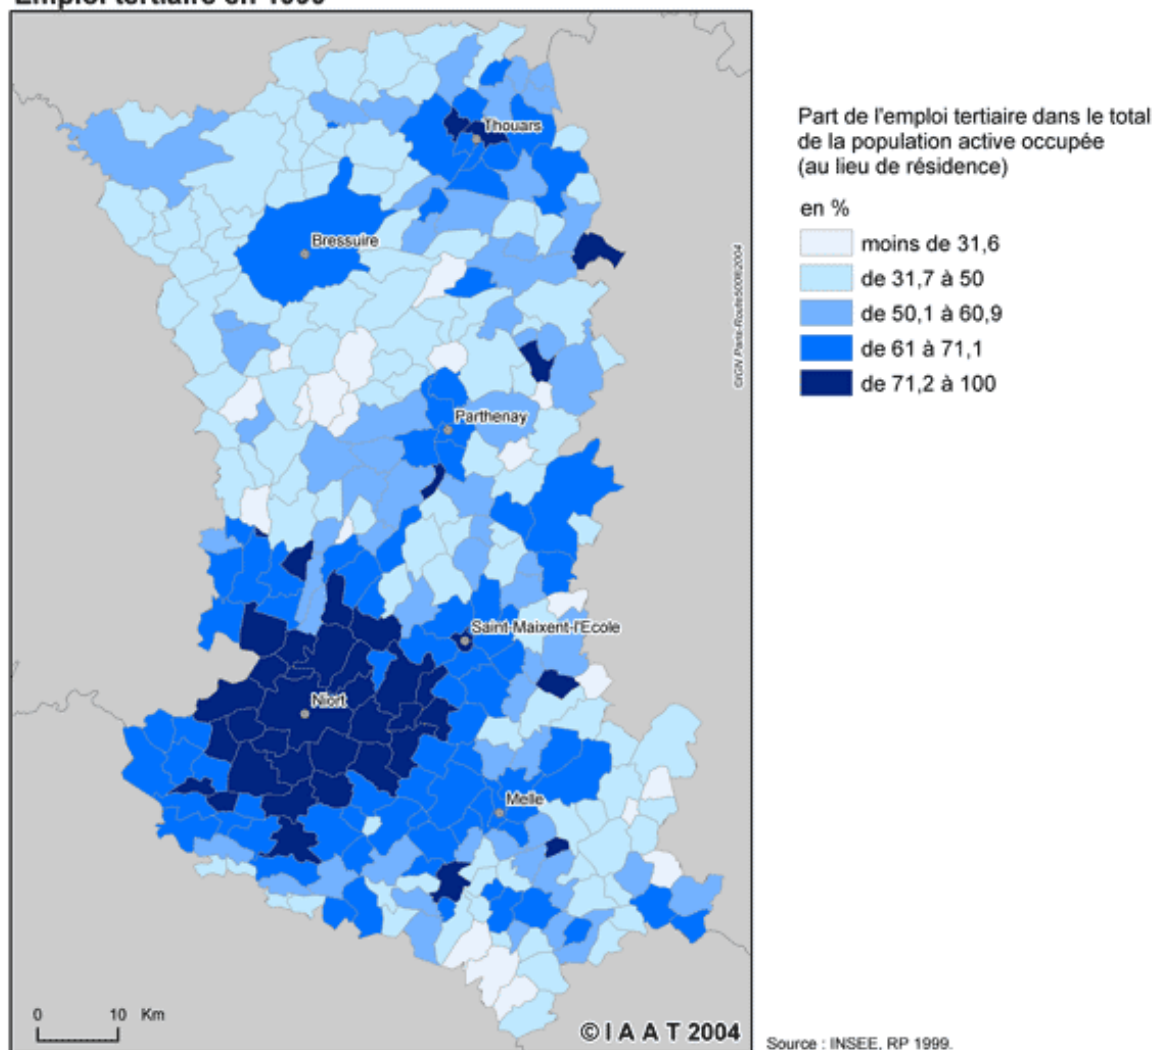 Emploi tertiaire en 1999
Thouars
Bressuire
Parthenay
Saint-Maixent-l'Ecole
Niort
Melle
0 10 Km
© I A A T 2004
Part de l'emploi tertiaire dans le total
de la population active occupée
(au lieu de résidence)
en %
moins de 31,6
de 31,7 à 50
de 50,1 à 60,9
de 61 à 71,1
de 71,2 à 100
Source : INSEE, RP 1999.